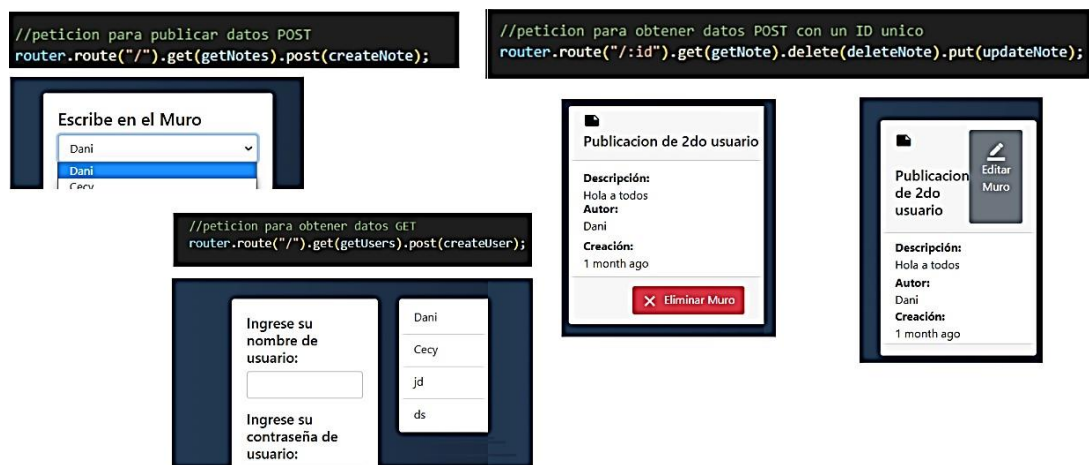 //peticion para publicar datos POST
router.route("/").get(getNotes).post(createNote);
Escribe en el Muro
Dani
Dani
Cecy
//peticion para obtener datos POST con un ID unico
router.route("/:id").get(getNote).delete(deleteNote).put(updateNote);
Publicacion de 2do usuario
Descripción:
Hola a todos
Autor:
Dani
Creación:
1 month ago
Eliminar Muro
Publicacion
de 2do
usuario
Editar
Muro
Descripción:
Hola a todos
Autor:
Dani
Creación:
1 month ago
//peticion para obtener datos GET
router.route("/").get(getUsers).post(createUser);
Ingrese su
nombre de
usuario:
Ingrese su
contraseña de
usuario:
Dani
Cecy
jd
ds